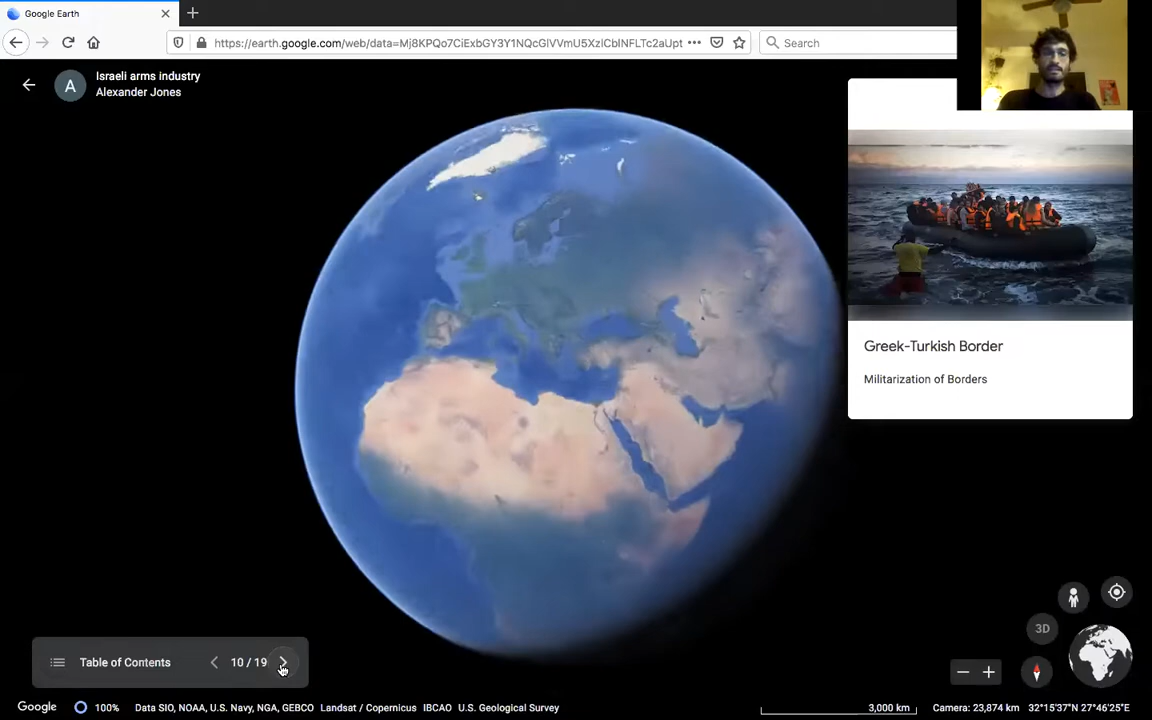 Google Earth
https://earth.google.com/web/data=Mj8KPQo7CiExbGY3Y1NQcGlVVmU5XzlCblNFLTc2aUpt
Search
A
Israeli arms industry
Alexander Jones
Greek-Turkish Border
Militarization of Borders
Table of Contents
10 / 19
3D
Google
100%
Data SIO, NOAA, U.S. Navy, NGA, GEBCO Landsat / Copernicus IBCAO U.S. Geological Survey
3,000 km
Camera: 23,874 km 32°15'37"N 27°46'25"E